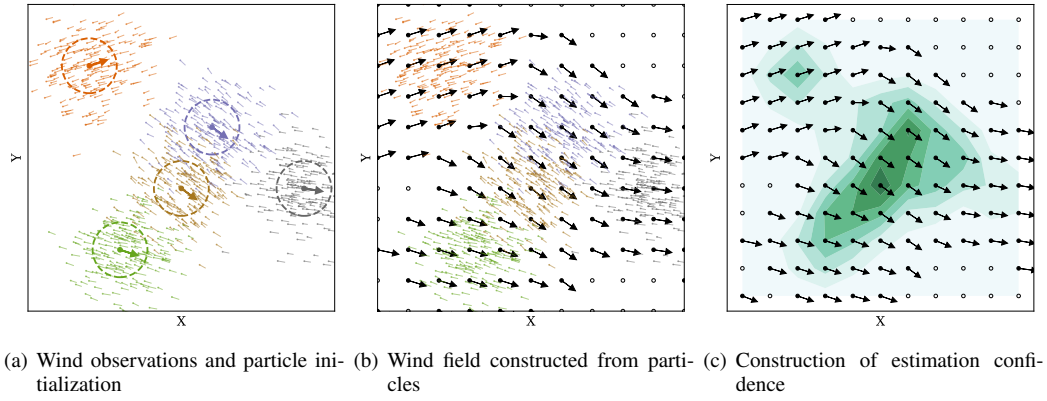 Y
X
Y
X
Y
X
(a) Wind observations and particle ini-
tialization
(b) Wind field constructed from parti-
cles
(c) Construction of estimation confi-
dence